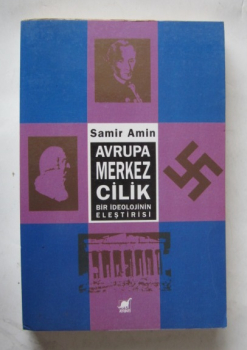 Samir Amin
AVRUPA
MERKEZ
CİLİK
BİR İDEOLOJİNİN
ELEŞTİRİSİ